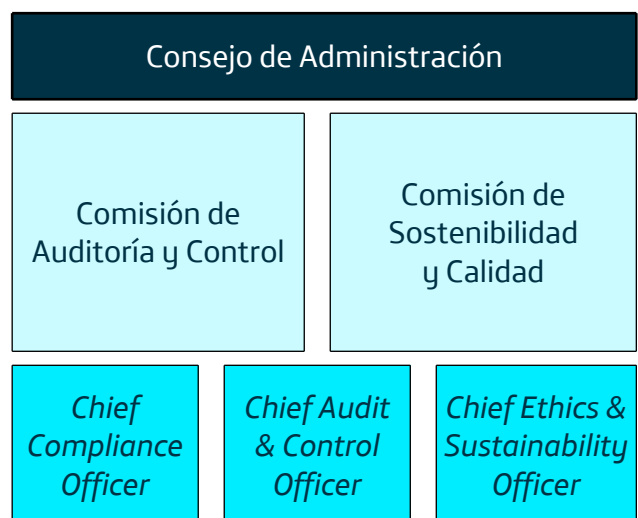 Consejo de Administración
Comisión de
Auditoría y Control
Comisión de
Sostenibilidad
y Calidad
Chief
Compliance
Officer
Chief Audit
& Control
Officer
Chief Ethics &
Sustainability
Officer